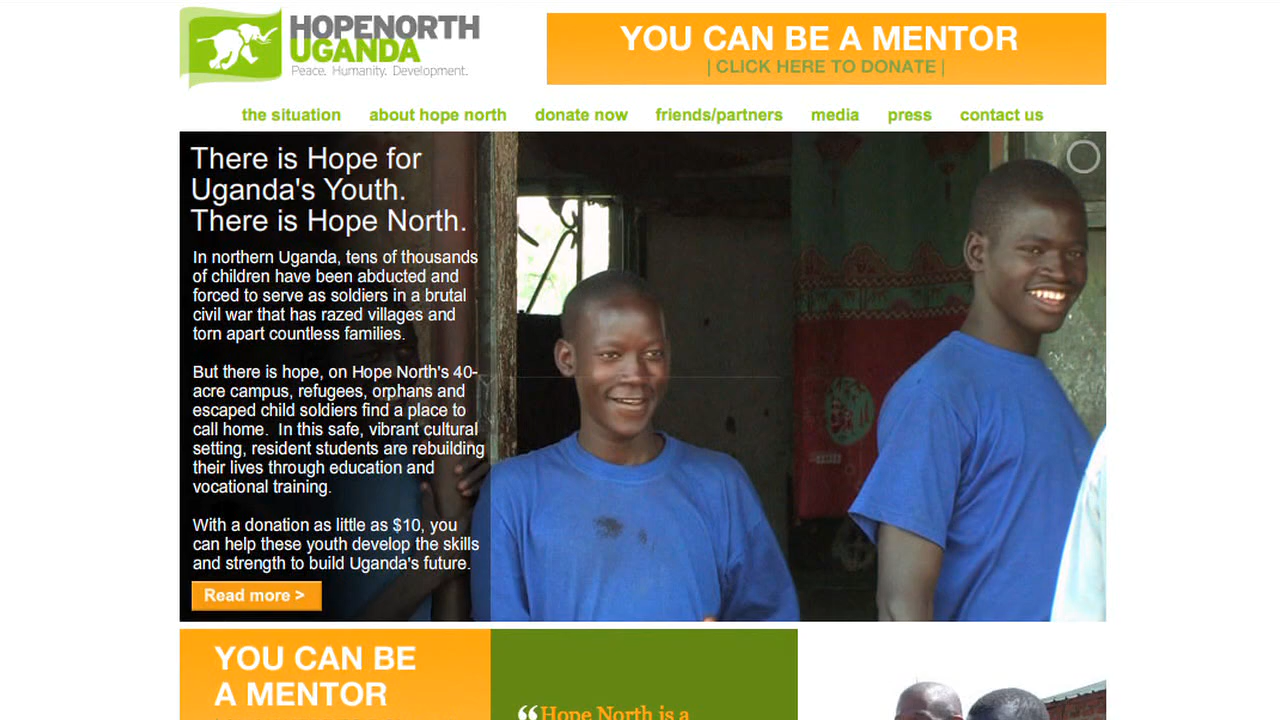 HOPENORTH
UGANDA
Peace. Humanity. Development.
YOU CAN BE A MENTOR
| CLICK HERE TO DONATE |
the situation about hope north donate now friends/partners media press contact us
There is Hope for
Uganda's Youth.
There is Hope North.
In northern Uganda, tens of thousands
of children have been abducted and
forced to serve as soldiers in a brutal
civil war that has razed villages and
torn apart countless families.
But there is hope, on Hope North's 40-
acre campus, refugees, orphans and
escaped child soldiers find a place to
call home. In this safe, vibrant cultural
setting, resident students are rebuilding
their lives through education and
vocational training.
With a donation as little as $10, you
can help these youth develop the skills
and strength to build Uganda's future.
Read more >
YOU CAN BE
A MENTOR
“Hope North is a